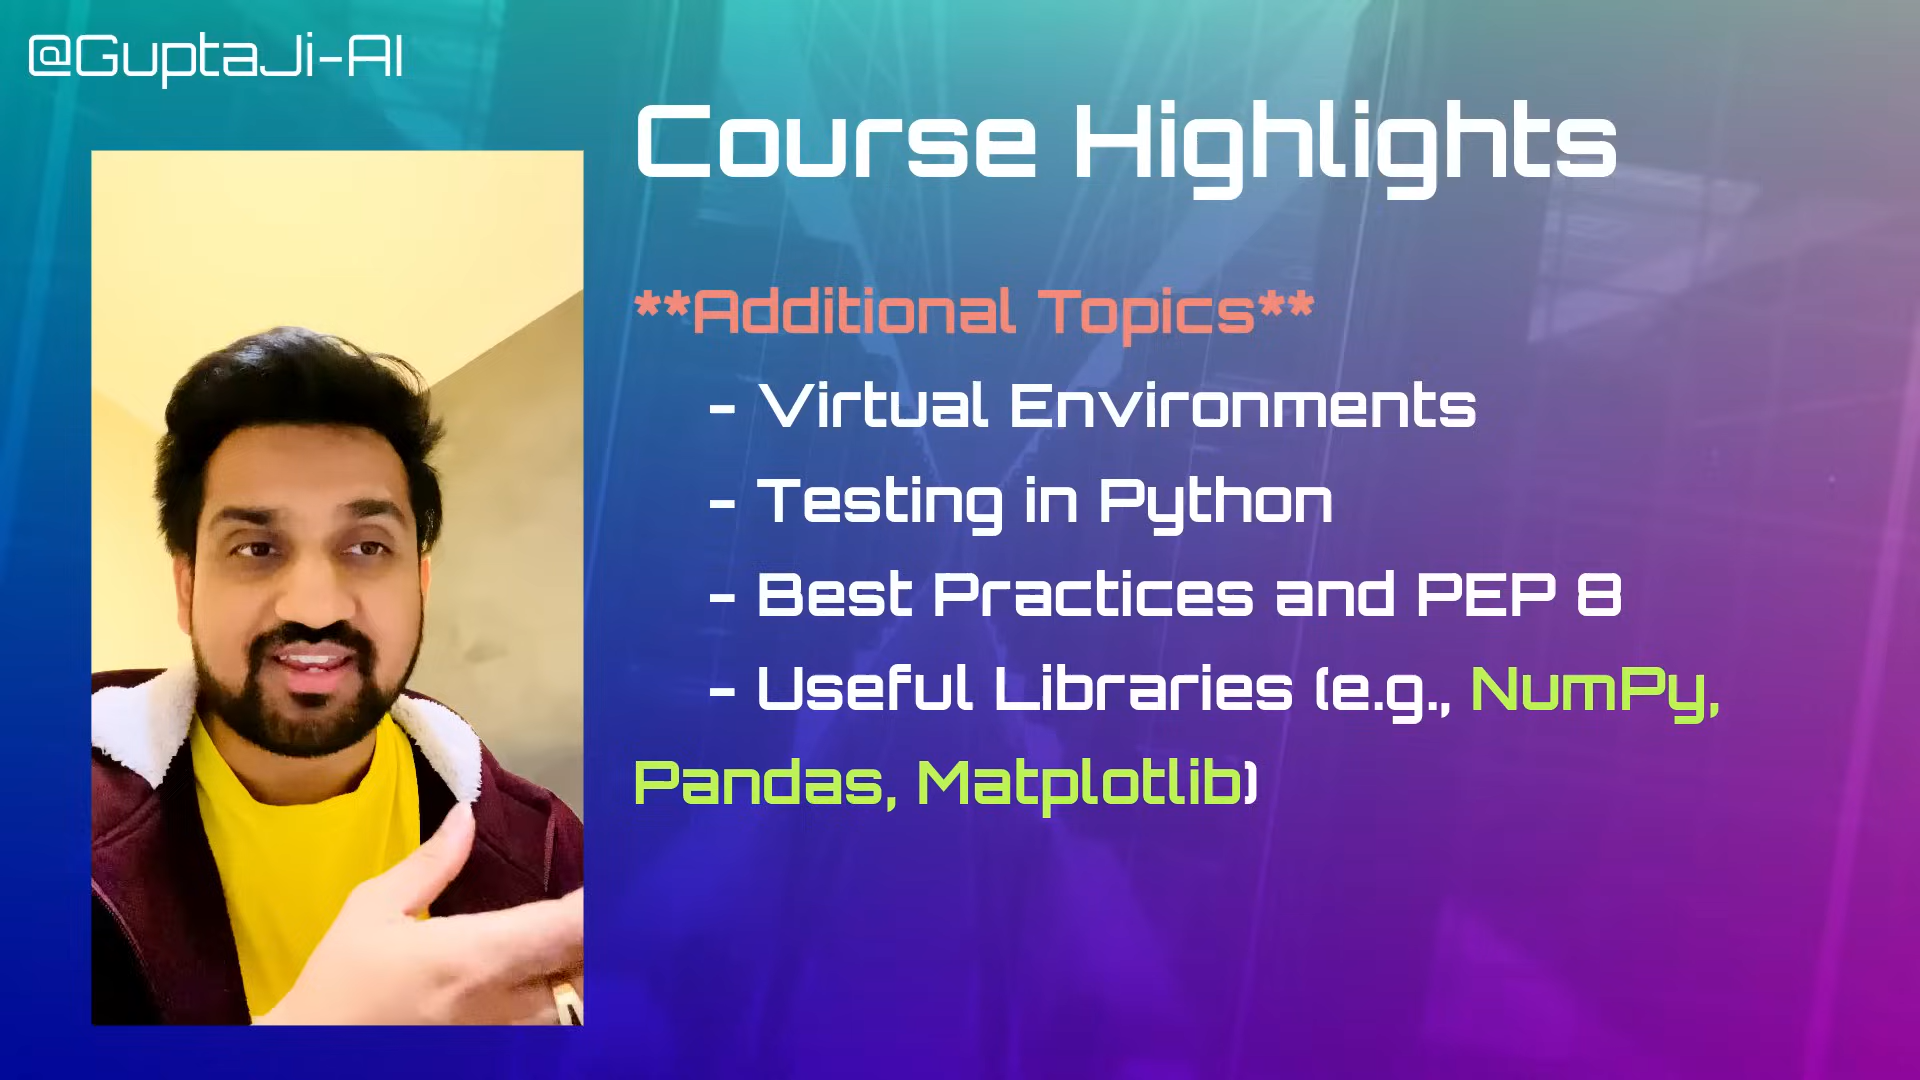 @GuptaJi-AI
Course Highlights
**Additional Topics**
- Virtual Environments
- Testing in Python
- Best Practices and PEP 8
- Useful Libraries (e.g., NumPy,
Pandas, Matplotlib)